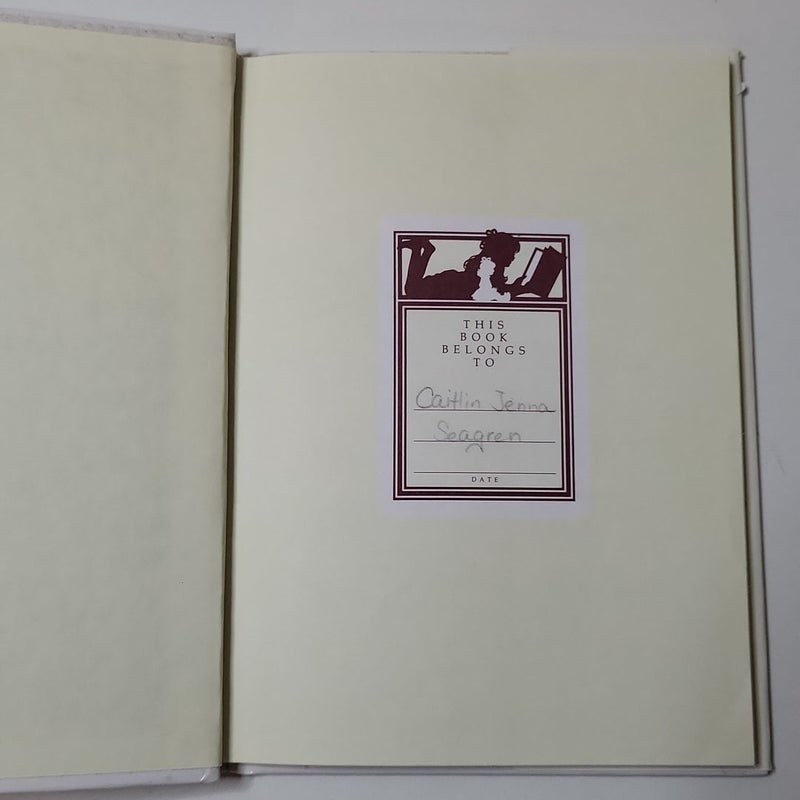 THIS
BOOK
BELONGS
TO
Caitlin Jenna
Seagren
DATE